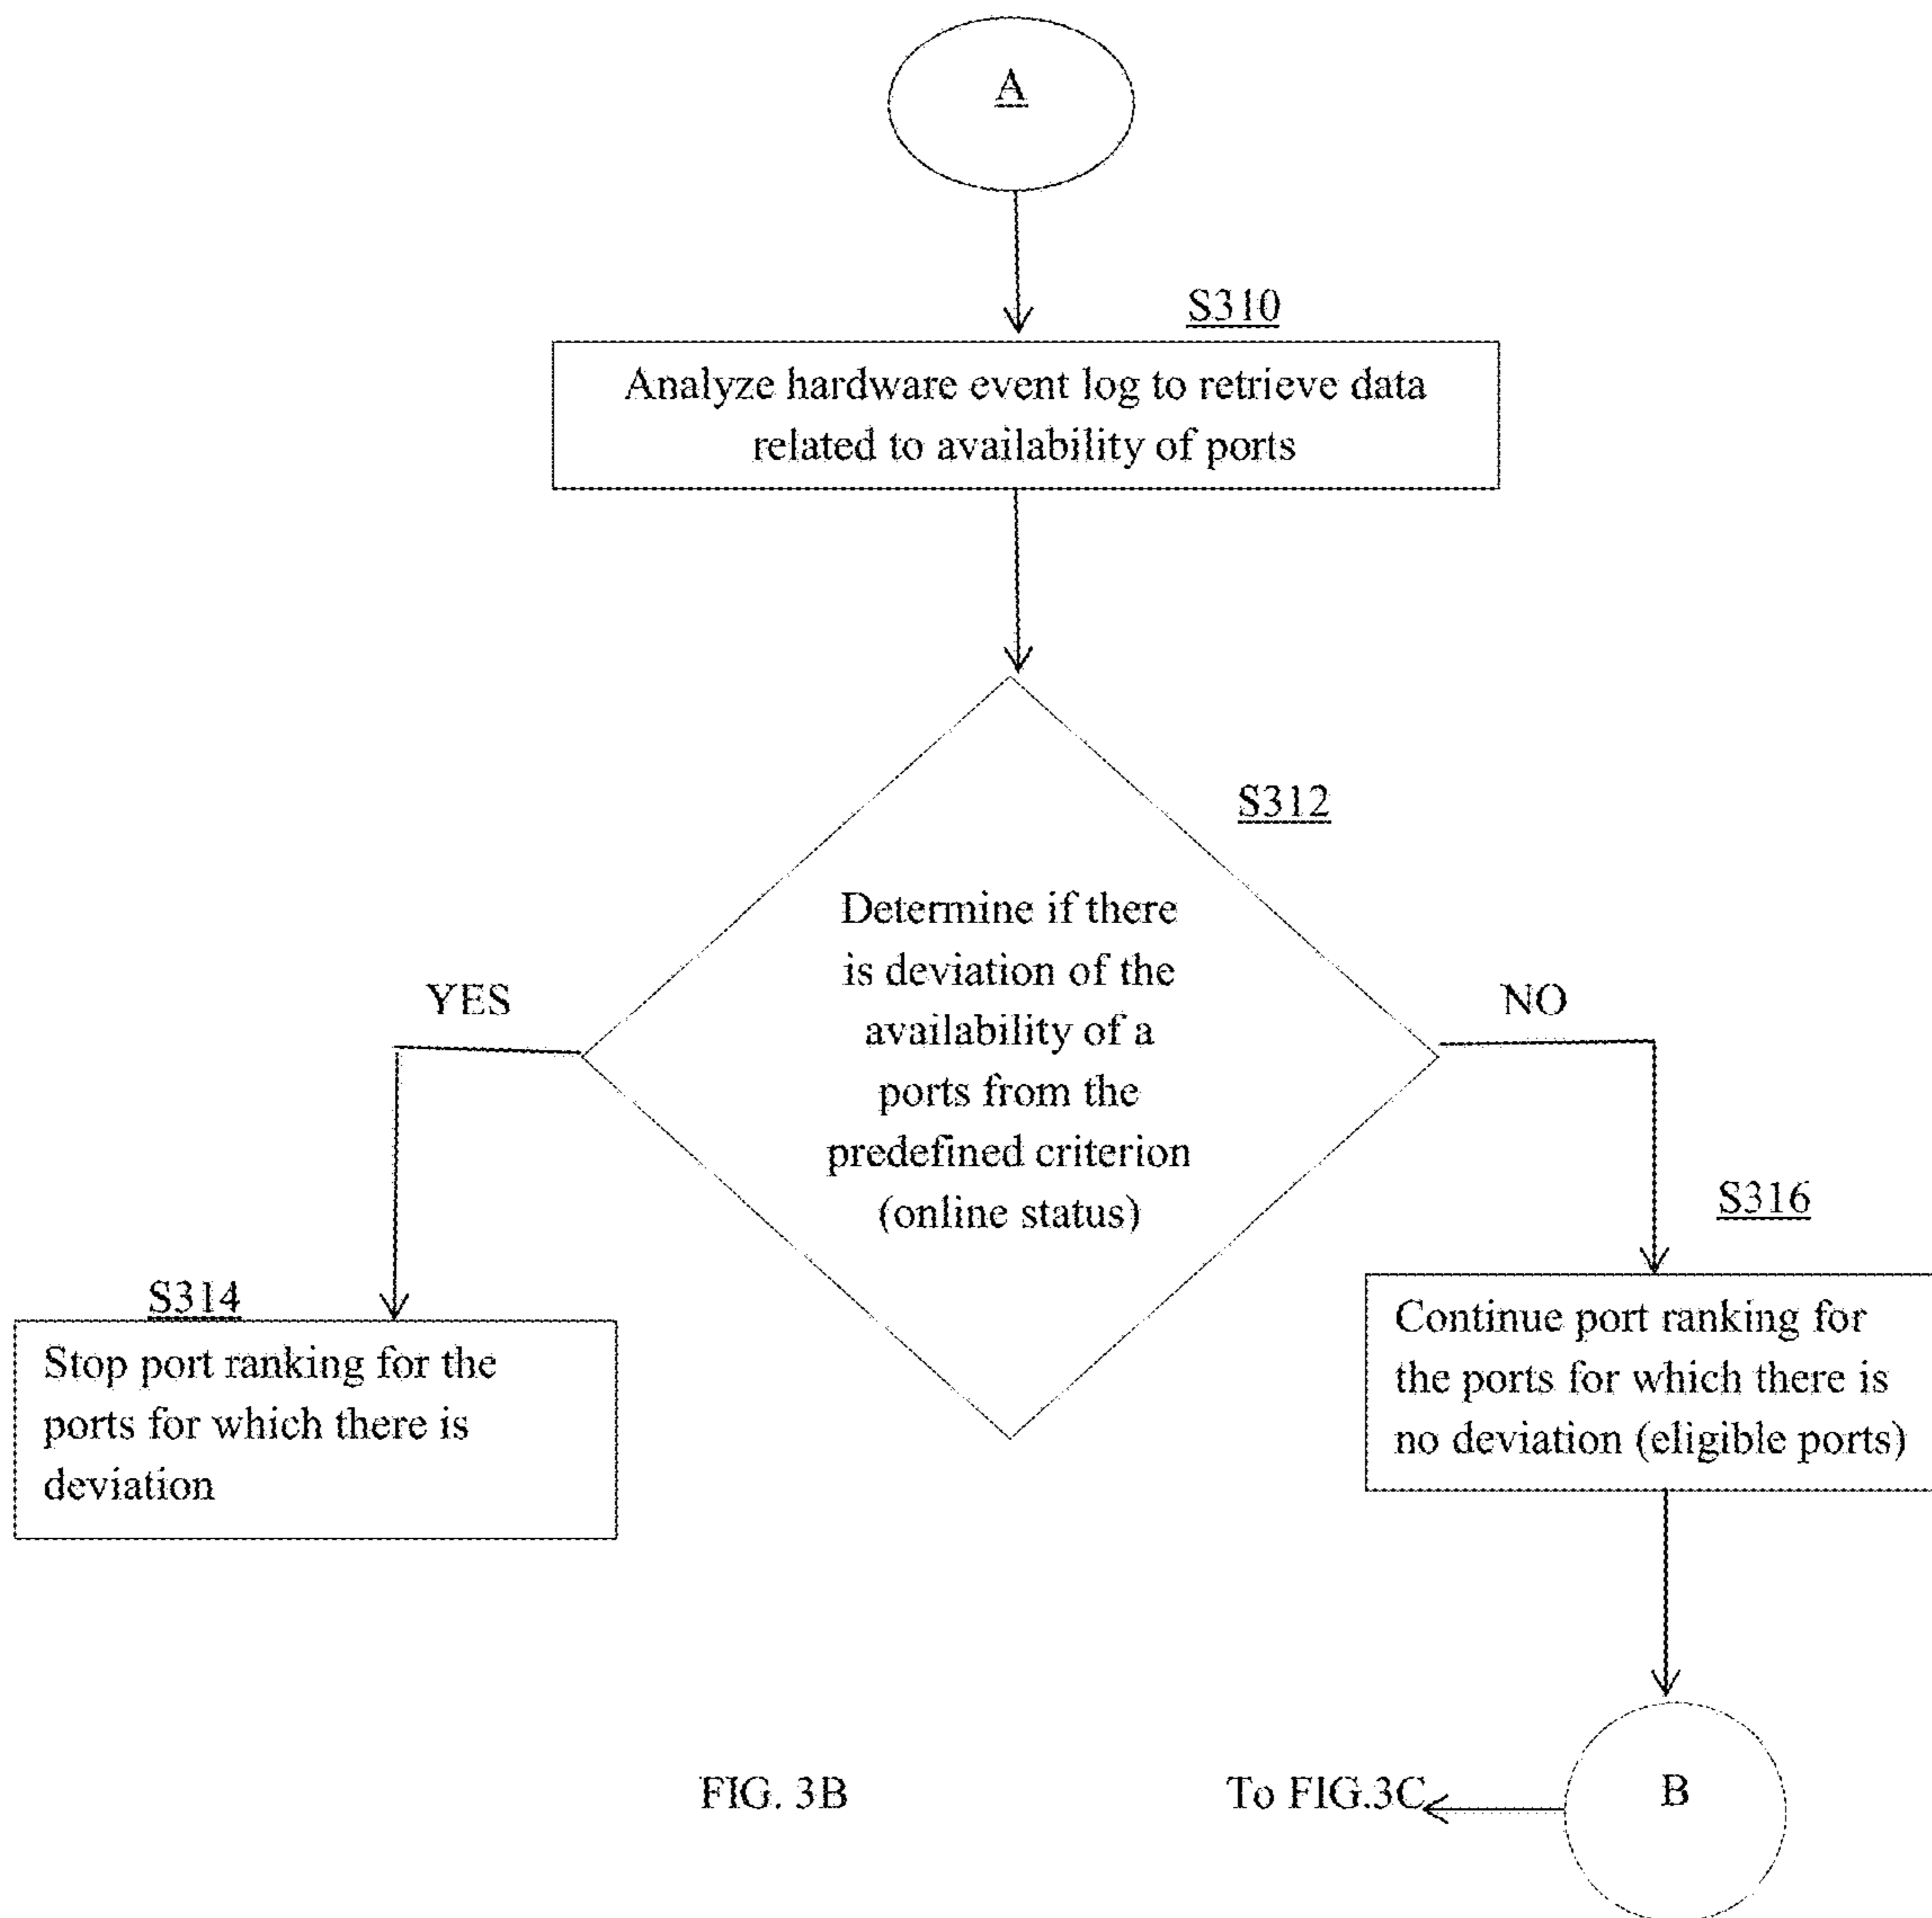 A
S310
Analyze hardware event log to retrieve data
related to availability of ports
S312
Determine if there
is deviation of the
availability of a
ports from the
predefined criterion
(online status)
YES
NO
S314
Stop port ranking for the
ports for which there is
deviation
S316
Continue port ranking for
the ports for which there is
no deviation (eligible ports)
FIG. 3B
To FIG.3C
B